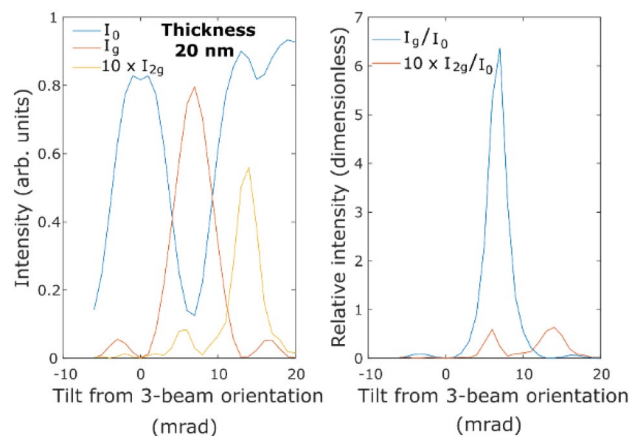 Thickness
20 nm
I0
Ig
10 x I2g
1
0.8
0.6
0.4
0.2
0
-10
0
10
20
Intensity (arb. units)
Tilt from 3-beam orientation
(mrad)
Ig/I0
10 x I2g/I0
7
6
5
4
3
2
1
0
-10
0
10
20
Relative intensity (dimensionless)
Tilt from 3-beam orientation
(mrad)